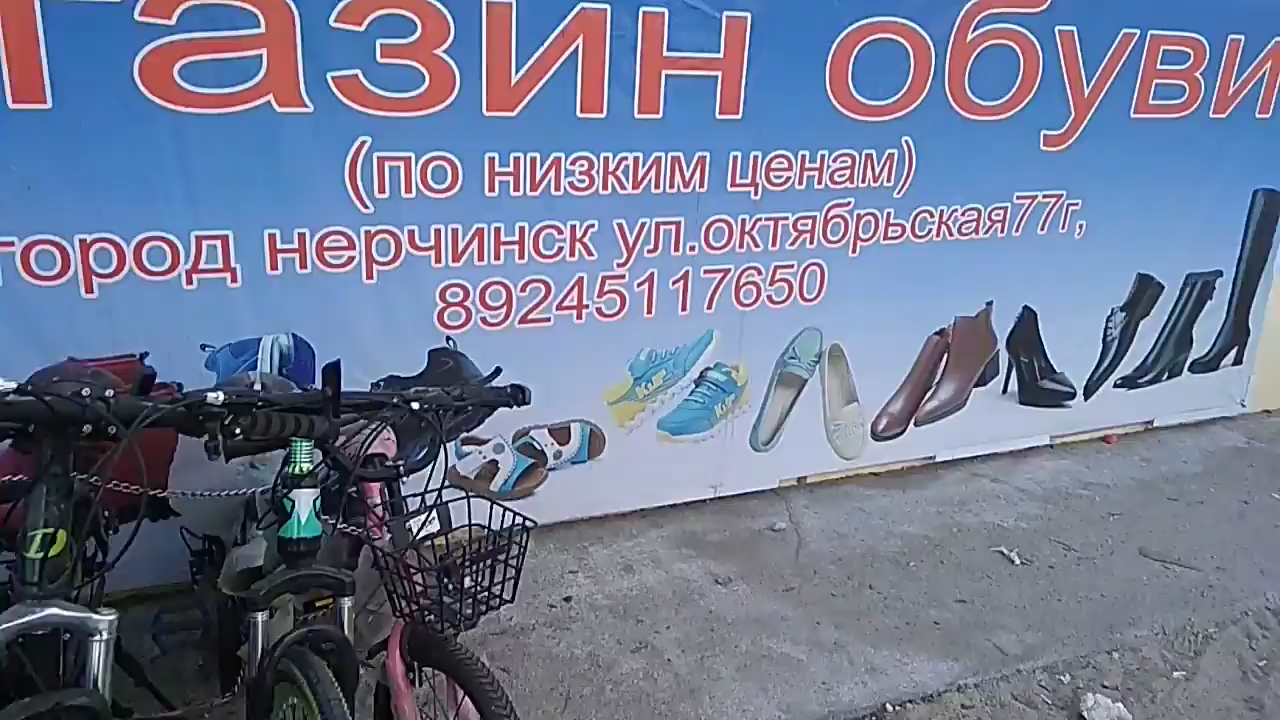 газин обуви
(по низким ценам)
город нерчинск ул.октябрьская77г,
89245117650